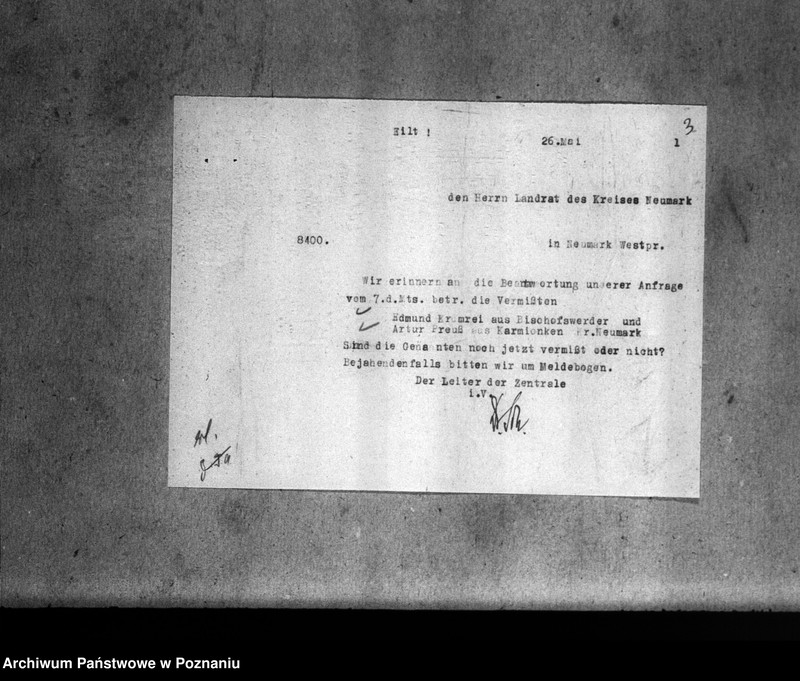 3
Eilt !
26.Mai 1
den Herrn Landrat des Kreises Neumark
8400.
in Neumark Westpr.
Wir erinnern an die Beantwortung unserer Anfrage
vom 7.d.Mts. betr. die Vermißten
Edmund Kramrei aus Bischofswerder und
Artur Preuß aus Karmionken Kr.Neumark
Sind die Gena nten noch jetzt vermißt oder nicht?
Bejahendenfalls bitten wir um Meldebogen.
Der Leiter der Zentrale
i.V.
Archiwum Państwowe w Poznaniu